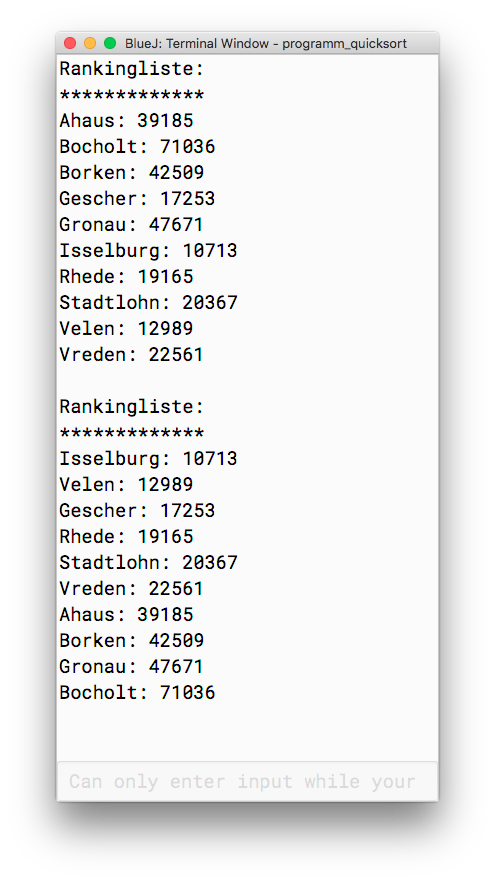 BlueJ: Terminal Window - programm_quicksort
Rankingliste:
*************
Ahaus: 39185
Bocholt: 71036
Borken: 42509
Gescher: 17253
Gronau: 47671
Isselburg: 10713
Rhede: 19165
Stadtlohn: 20367
Velen: 12989
Vreden: 22561

Rankingliste:
*************
Isselburg: 10713
Velen: 12989
Gescher: 17253
Rhede: 19165
Stadtlohn: 20367
Vreden: 22561
Ahaus: 39185
Borken: 42509
Gronau: 47671
Bocholt: 71036
Can only enter input while your